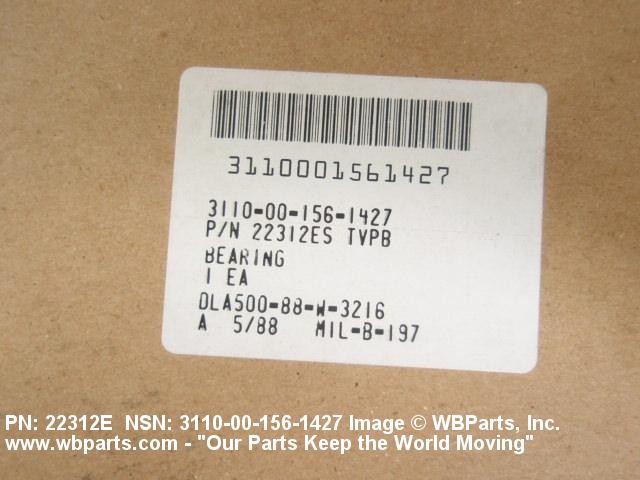 3110001561427
3110-00-156-1427
P/N 22312ES TVPB
BEARING
1 EA
DLA500-88-W-3216
A 5/88 MIL-B-197
PN: 22312E NSN: 3110-00-156-1427 Image © WBParts, Inc.
www.wbparts.com - "Our Parts Keep the World Moving"